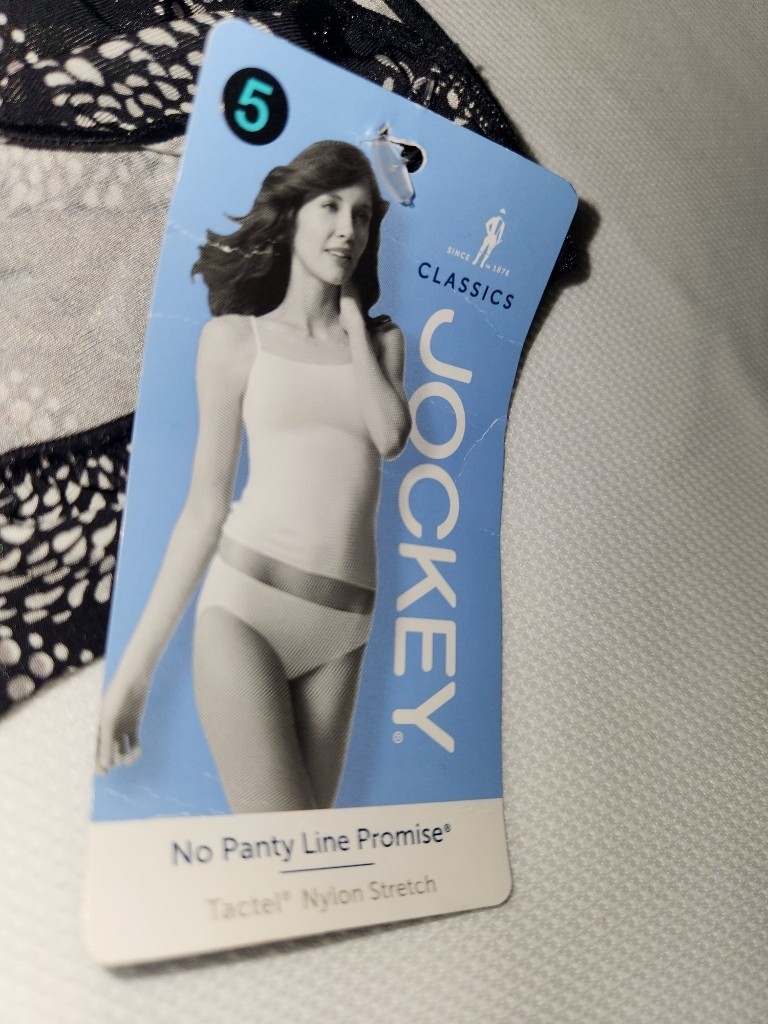 5
SINCE 1876
CLASSICS
JOCKEY®
No Panty Line Promise®
Tactel® Nylon Stretch